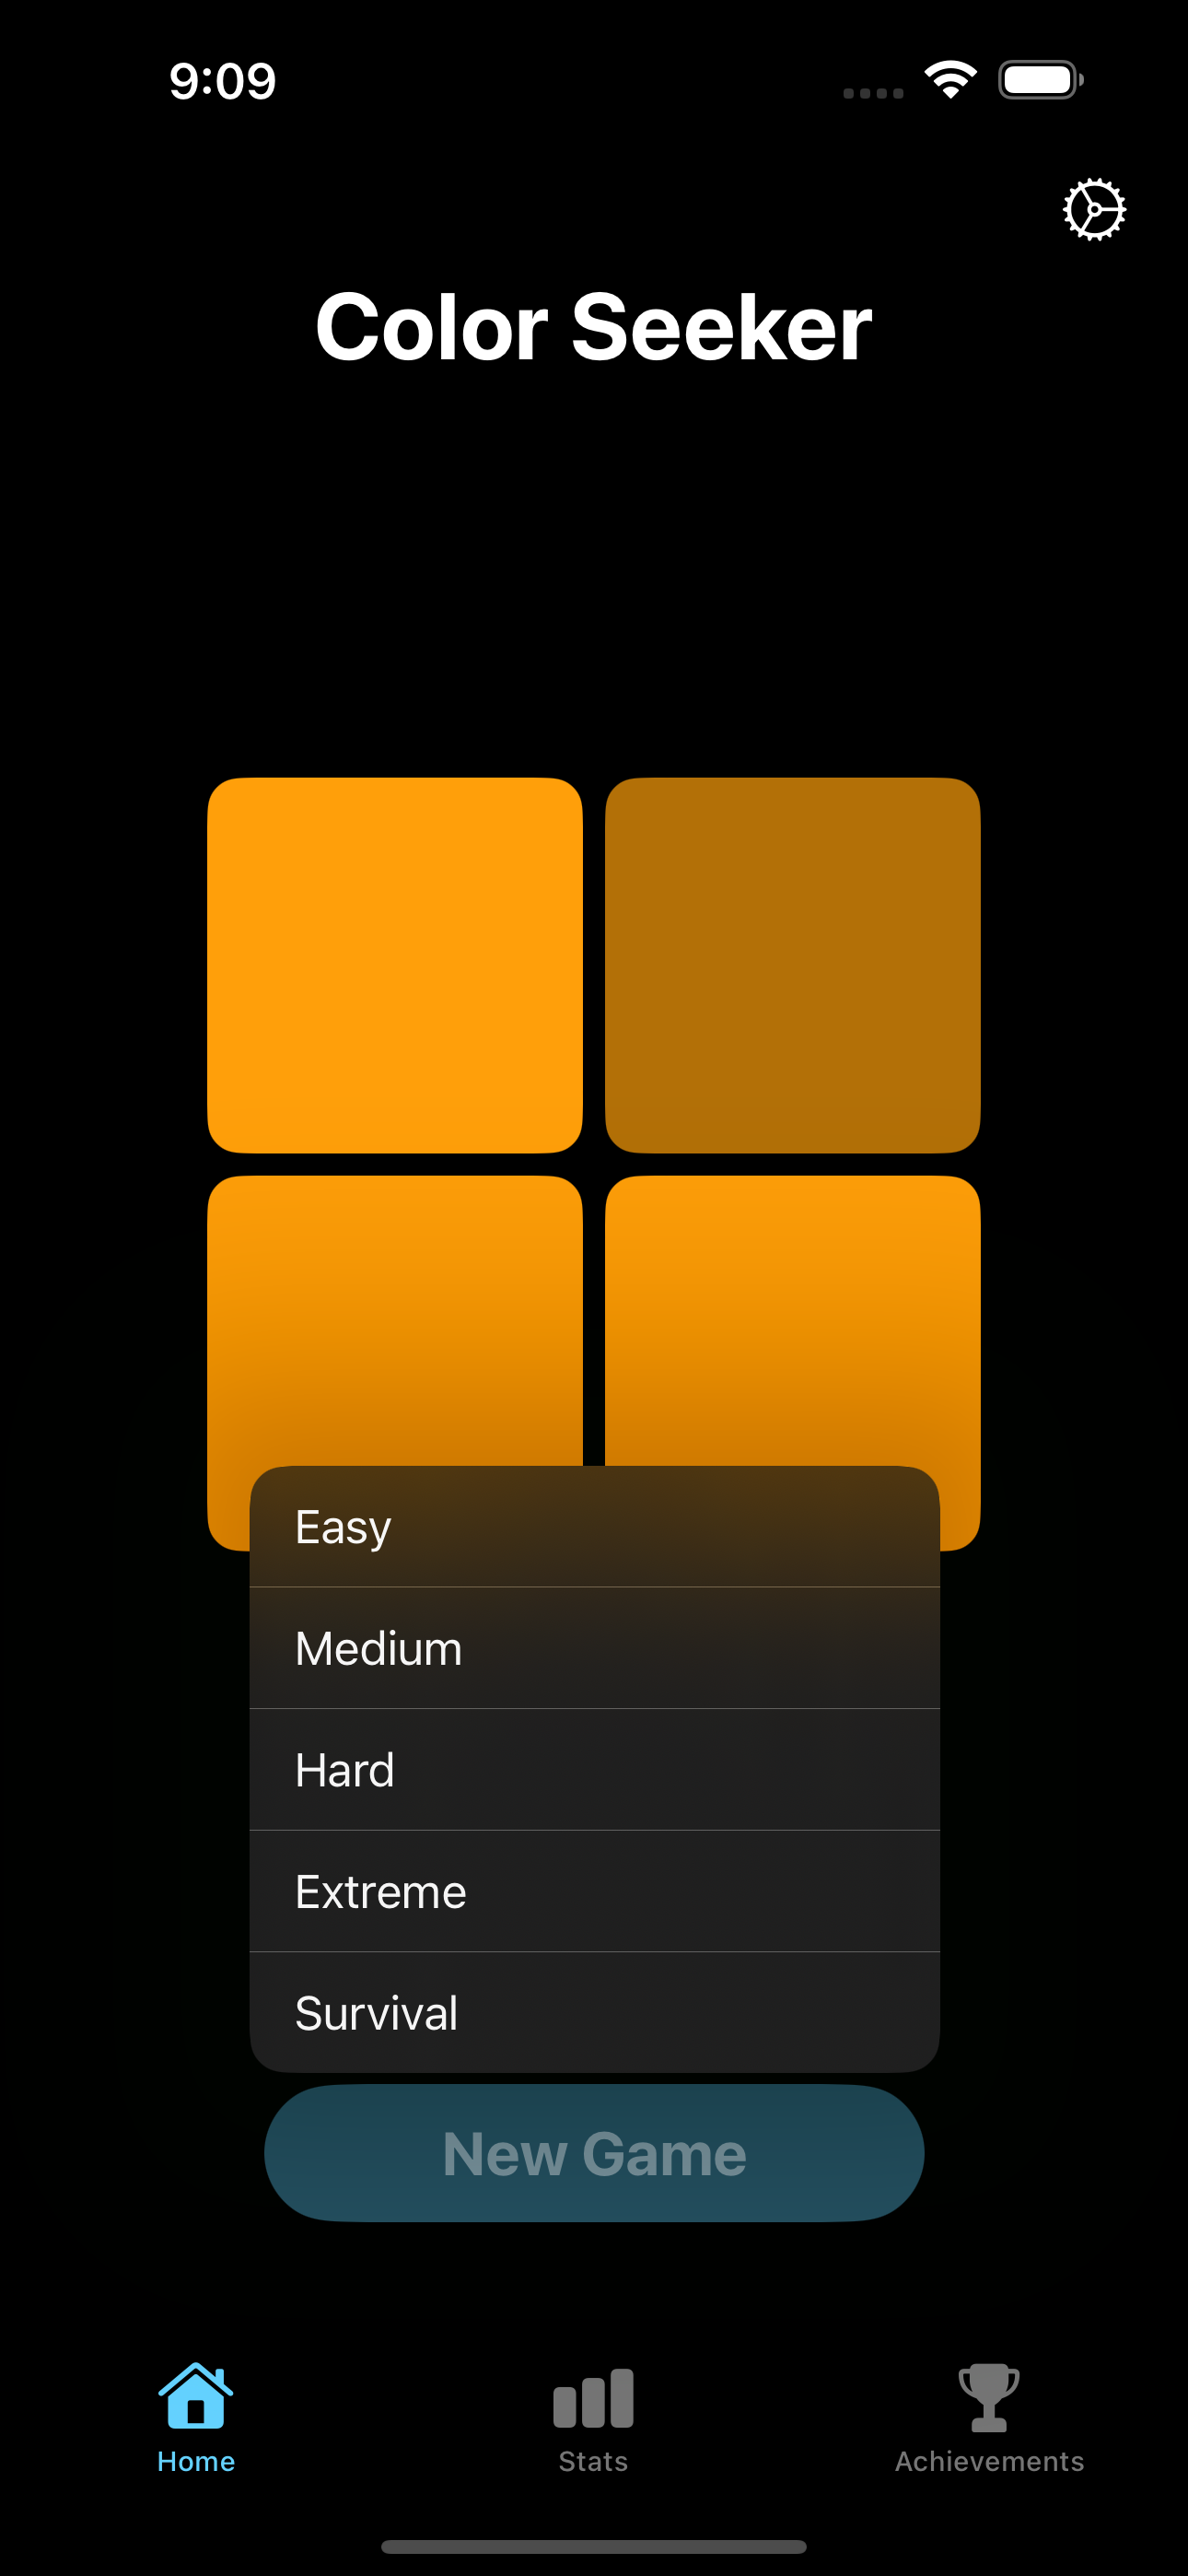 9:09
Color Seeker
Easy
Medium
Hard
Extreme
Survival
New Game
Home
Stats
Achievements